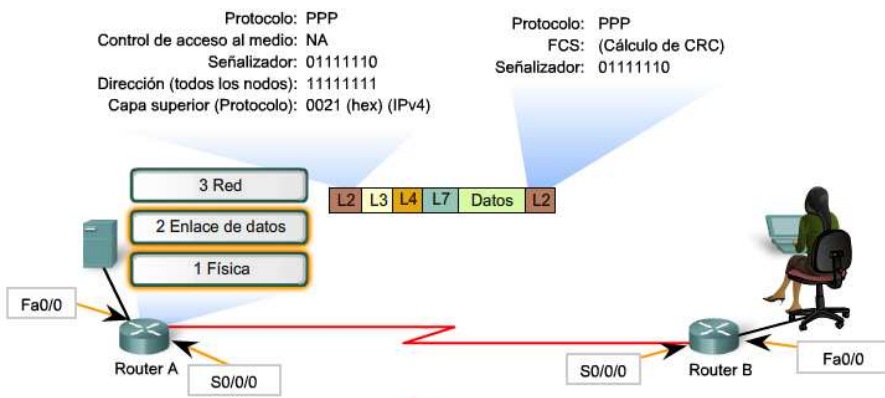 Protocolo: PPP
Control de acceso al medio: NA
Señalizador: 01111110
Dirección (todos los nodos): 11111111
Capa superior (Protocolo): 0021 (hex) (IPv4)
Protocolo: PPP
FCS: (Cálculo de CRC)
Señalizador: 01111110
3 Red
2 Enlace de datos
1 Física
L2 L3 L4 L7 Datos L2
Fa0/0
Router A
S0/0/0
S0/0/0
Router B
Fa0/0